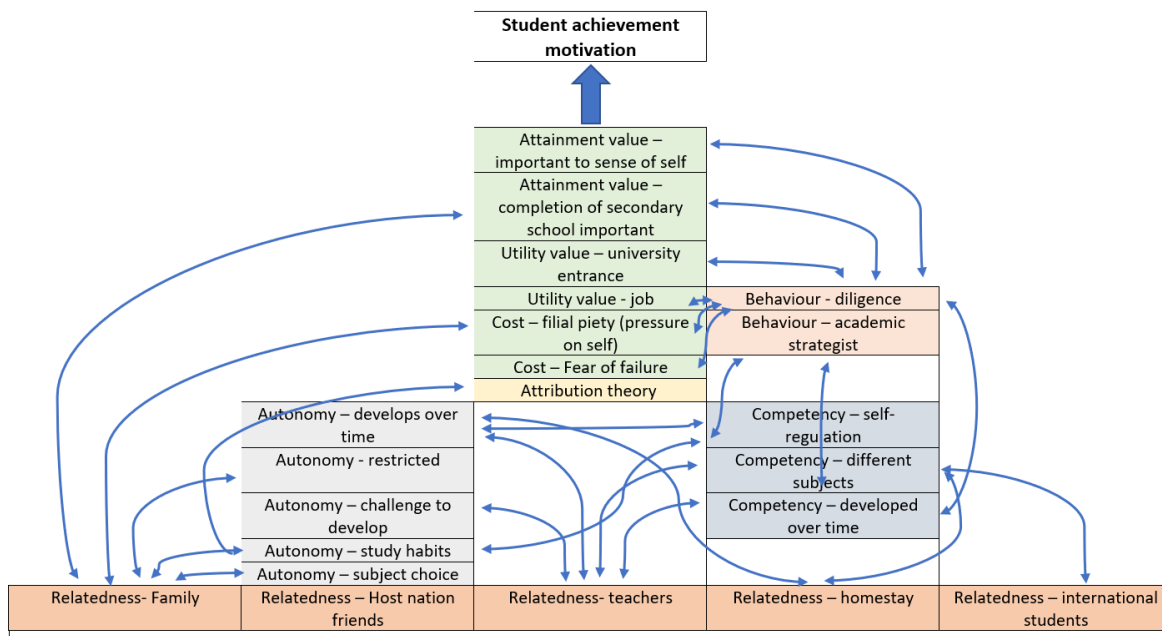 Student achievement
motivation
Attainment value –
important to sense of self
Attainment value –
completion of secondary
school important
Utility value – university
entrance
Utility value - job
Behaviour - diligence
Cost – filial piety (pressure
on self)
Behaviour – academic
strategist
Cost – Fear of failure
Attribution theory
Autonomy – develops over
time
Competency – self-
regulation
Autonomy - restricted
Competency – different
subjects
Autonomy – challenge to
develop
Competency – developed
over time
Autonomy – study habits
Autonomy – subject choice
Relatedness- Family
Relatedness – Host nation
friends
Relatedness- teachers
Relatedness – homestay
Relatedness – international
students